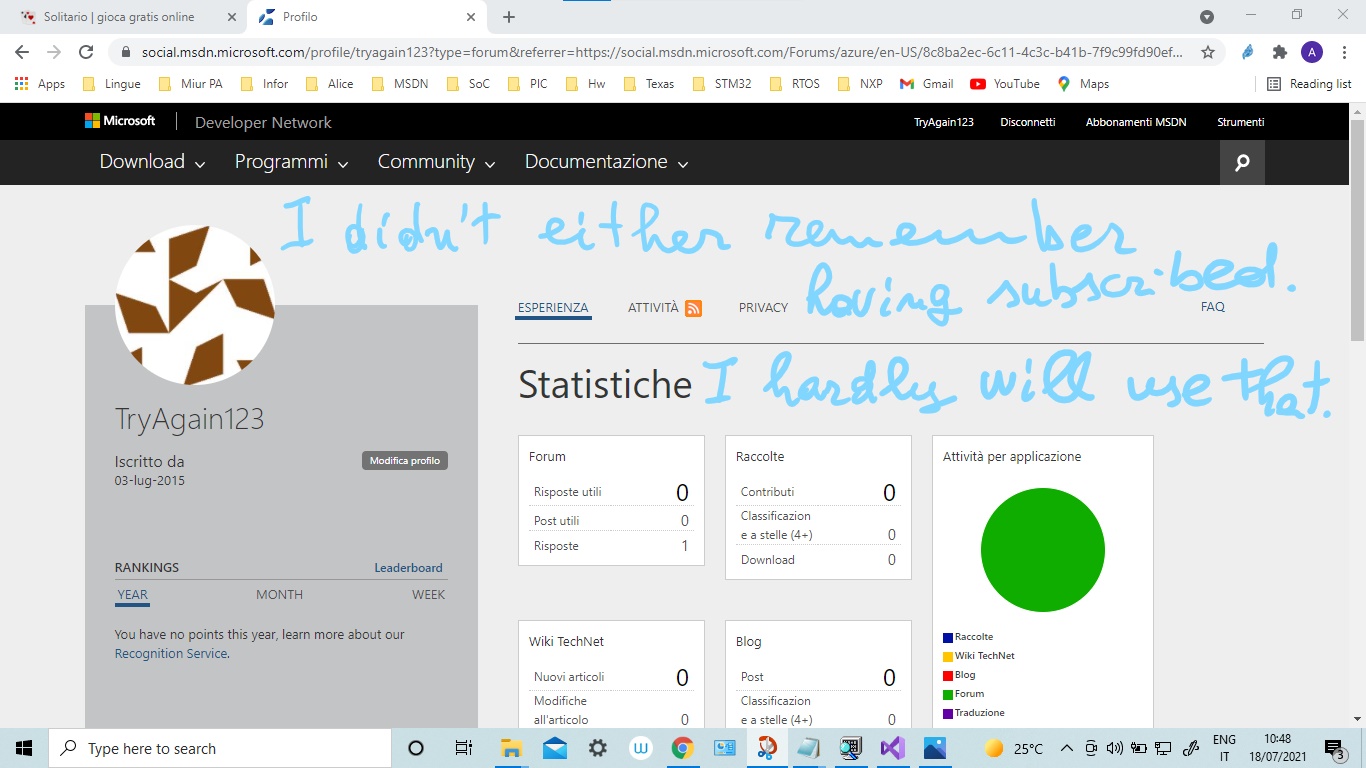 Solitario | gioca gratis online
Profilo
social.msdn.microsoft.com/profile/tryagain123?type=forum&referrer=https://social.msdn.microsoft.com/Forums/azure/en-US/8c8ba2ec-6c11-4c3c-b41b-7f9c99fd90ef...
A
Apps Lingue Miur PA Infor Alice MSDN SoC PIC Hw Texas STM32 RTOS NXP Gmail YouTube Maps Reading list
Microsoft Developer Network
TryAgain123 Disconnetti Abbonamenti MSDN Strumenti
Download Programmi Community Documentazione
I didn't either remember
having subscribed.
ESPERIENZA ATTIVITÀ PRIVACY FAQ
Statistiche
I hardly will use that.
TryAgain123
Iscritto da
03-lug-2015
Modifica profilo
RANKINGS Leaderboard
YEAR MONTH WEEK
You have no points this year, learn more about our
Recognition Service.
Forum
Risposte utili 0
Post utili 0
Risposte 1
Raccolte
Contributi 0
Classificazion
e a stelle (4+) 0
Download 0
Attività per applicazione
Raccolte
Wiki TechNet
Blog
Forum
Traduzione
Wiki TechNet
Nuovi articoli 0
Modifiche
all'articolo 0
Blog
Post 0
Classificazion
e a stelle (4+) 0
Type here to search
25°C
ENG
IT
10:48
18/07/2021
3